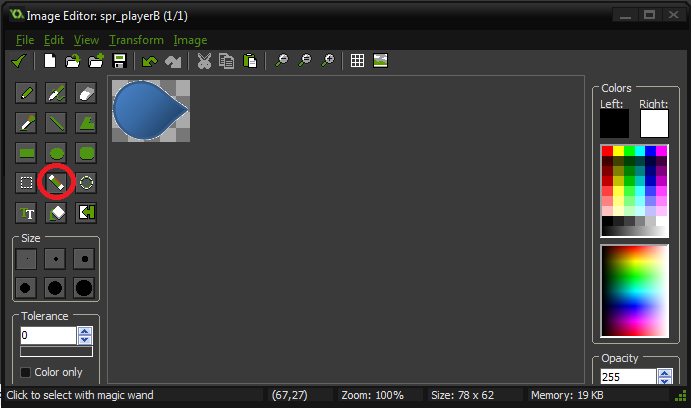 Image Editor: spr_playerB (1/1)
File Edit View Transform Image
Colors
Left: Right:
TT
Size
Tolerance
0
Color only
Opacity
255
Click to select with magic wand (67,27) Zoom: 100% Size: 78 x 62 Memory: 19 KB